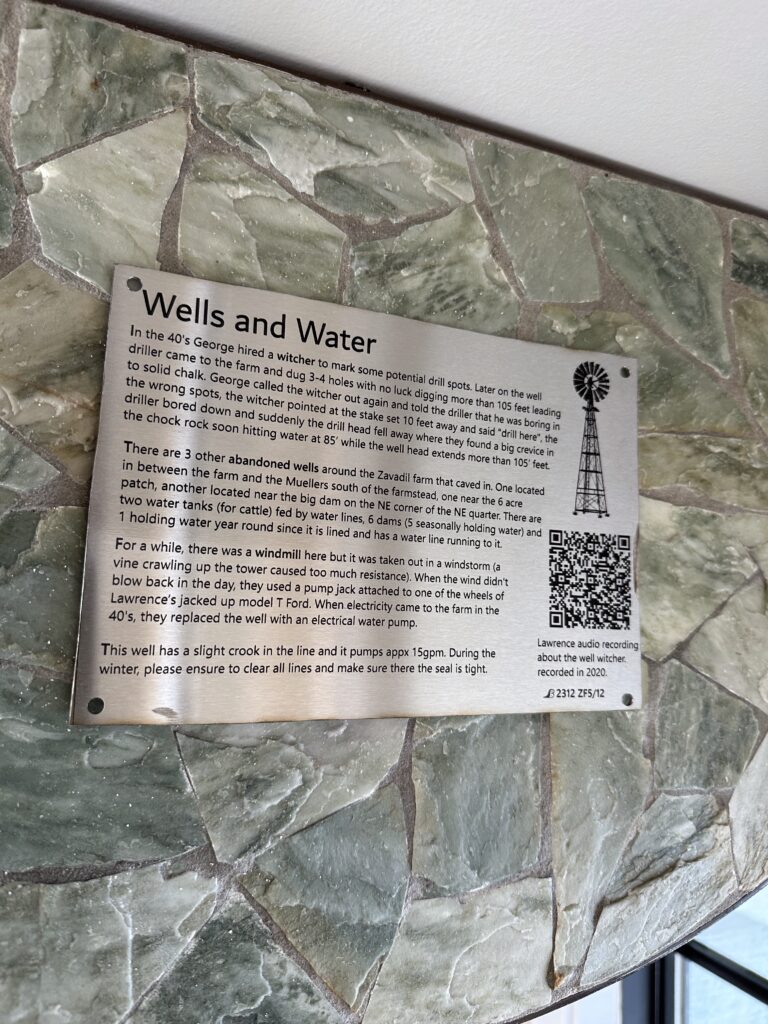 Wells and Water
In the 40's George hired a witcher to mark some potential drill spots. Later on the well
driller came to the farm and dug 3-4 holes with no luck digging more than 105 feet leading
to solid chalk. George called the witcher out again and told the driller that he was boring in
the wrong spots, the witcher pointed at the stake set 10 feet away and said "drill here", the
driller bored down and suddenly the drill head fell away where they found a big crevice in
the chock rock soon hitting water at 85' while the well head extends more than 105' feet.
There are 3 other abandoned wells around the Zavadil farm that caved in. One located
in between the farm and the Muellers south of the farmstead, one near the 6 acre
patch, another located near the big dam on the NE corner of the NE quarter. There are
two water tanks (for cattle) fed by water lines, 6 dams (5 seasonally holding water) and
1 holding water year round since it is lined and has a water line running to it.
For a while, there was a windmill here but it was taken out in a windstorm (a
vine crawling up the tower caused too much resistance). When the wind didn't
blow back in the day, they used a pump jack attached to one of the wheels of
Lawrence's jacked up model T Ford. When electricity came to the farm in the
40's, they replaced the well with an electrical water pump.
This well has a slight crook in the line and it pumps appx 15gpm. During the
winter, please ensure to clear all lines and make sure there the seal is tight.
Lawrence audio recording
about the well witcher.
recorded in 2020.
2312 ZF5/12